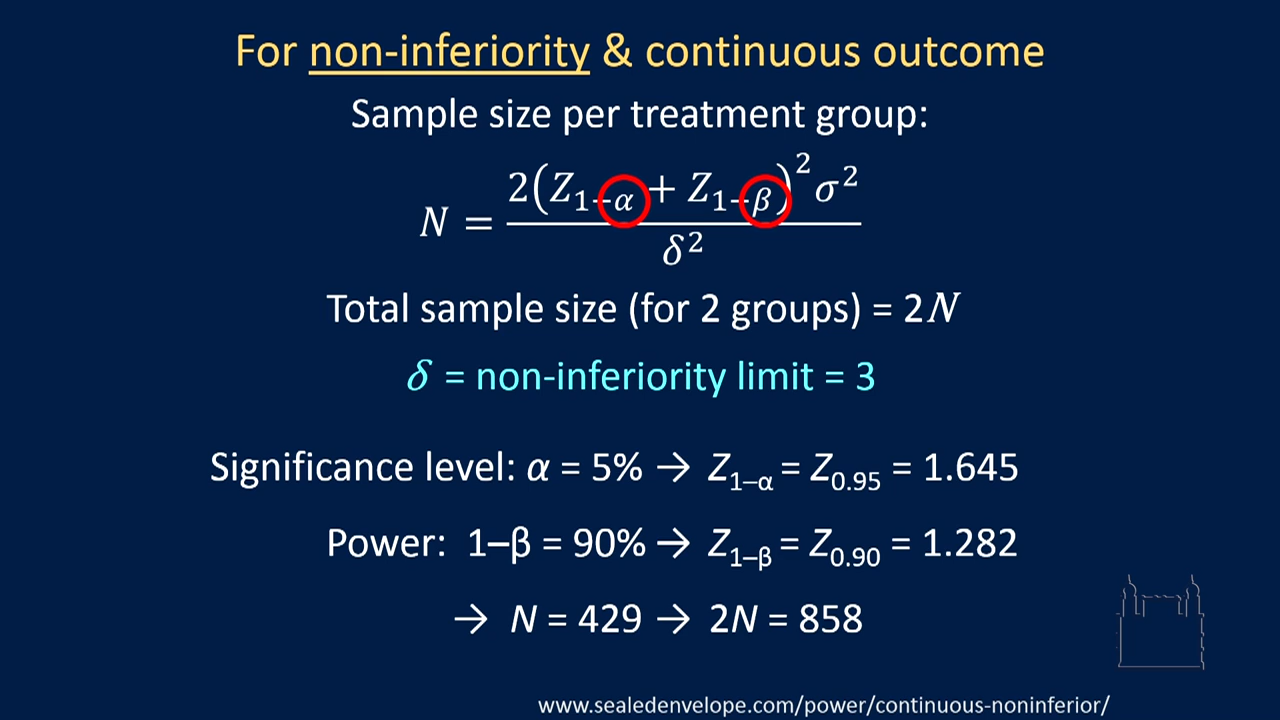 For non-inferiority & continuous outcome
Sample size per treatment group:
N = 2(Z₁₋α + Z₁₋β)² σ² / δ²
Total sample size (for 2 groups) = 2N
δ = non-inferiority limit = 3
Significance level: α = 5% → Z₁₋α = Z₀.₉₅ = 1.645
Power: 1–β = 90% → Z₁₋β = Z₀.₉₀ = 1.282
→ N = 429 → 2N = 858
www.sealedenvelope.com/power/continuous-noninferior/